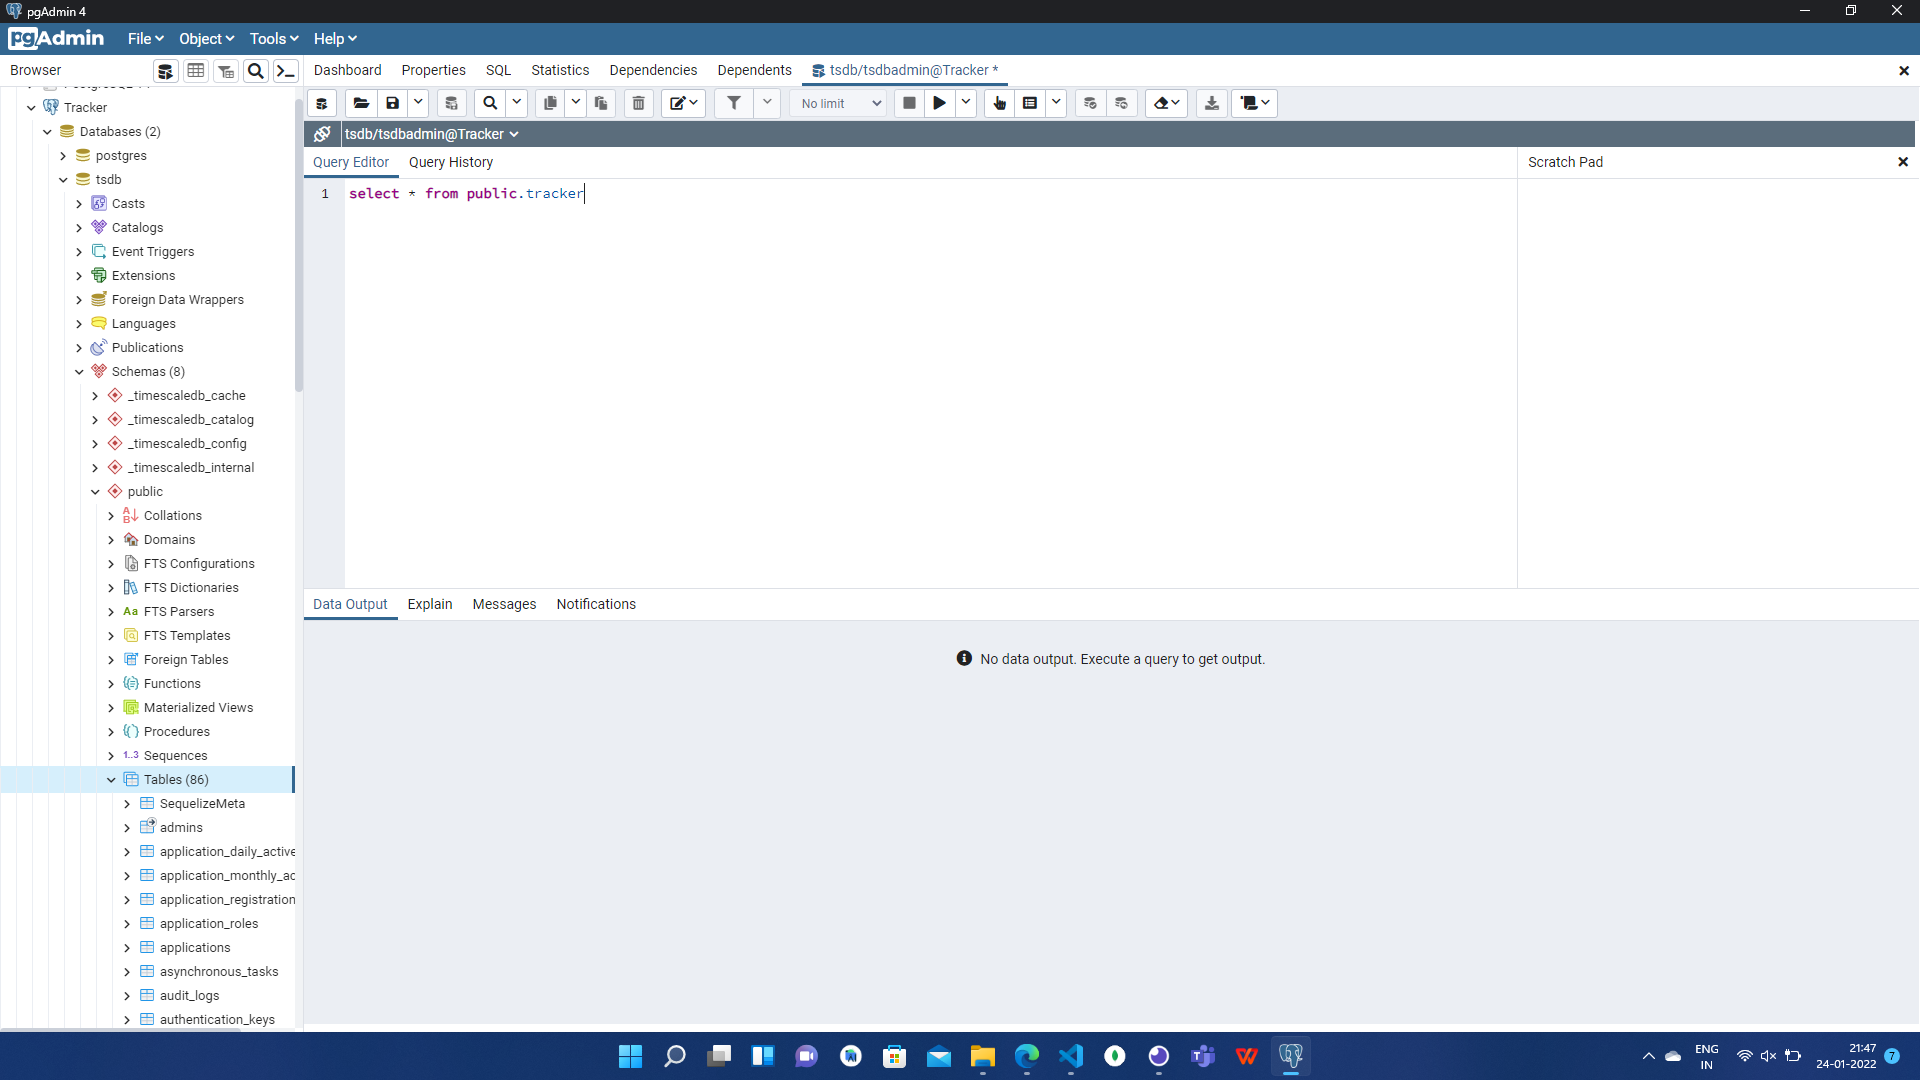 pgAdmin 4
pgAdmin File Object Tools Help
Browser
Dashboard Properties SQL Statistics Dependencies Dependents tsdb/tsdbadmin@Tracker *
No limit
tsdb/tsdbadmin@Tracker
Query Editor Query History
Scratch Pad
1 select * from public.tracker
Tracker
Databases (2)
postgres
tsdb
Casts
Catalogs
Event Triggers
Extensions
Foreign Data Wrappers
Languages
Publications
Schemas (8)
_timescaledb_cache
_timescaledb_catalog
_timescaledb_config
_timescaledb_internal
public
Collations
Domains
FTS Configurations
FTS Dictionaries
Aa FTS Parsers
FTS Templates
Foreign Tables
Functions
Materialized Views
Procedures
1..3 Sequences
Tables (86)
SequelizeMeta
admins
application_daily_active
application_monthly_ac
application_registration
application_roles
applications
asynchronous_tasks
audit_logs
authentication_keys
Data Output Explain Messages Notifications
No data output. Execute a query to get output.
ENG
IN
21:47
24-01-2022
7